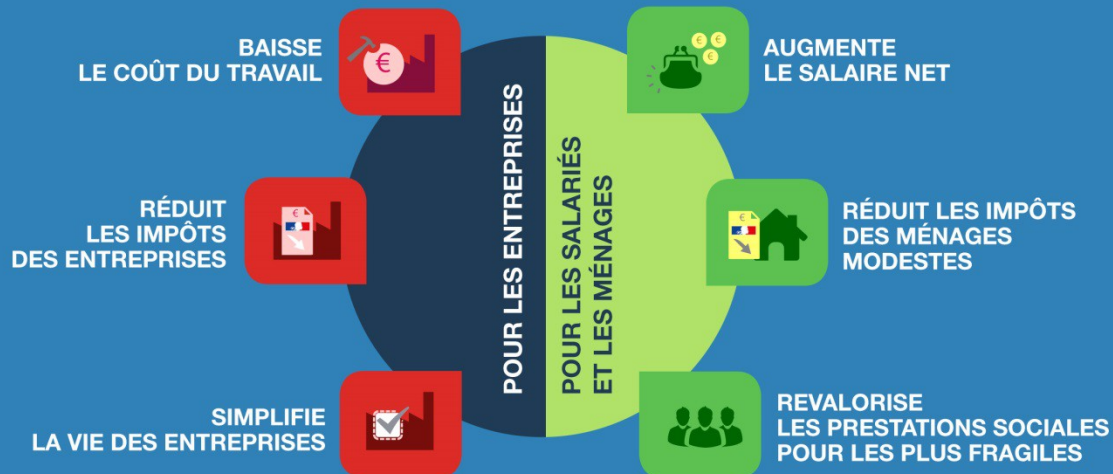 BAISSE
LE COÛT DU TRAVAIL
RÉDUIT
LES IMPÔTS
DES ENTREPRISES
SIMPLIFIE
LA VIE DES ENTREPRISES
POUR LES ENTREPRISES
POUR LES SALARIÉS
ET LES MÉNAGES
AUGMENTE
LE SALAIRE NET
RÉDUIT LES IMPÔTS
DES MÉNAGES
MODESTES
REVALORISE
LES PRESTATIONS SOCIALES
POUR LES PLUS FRAGILES